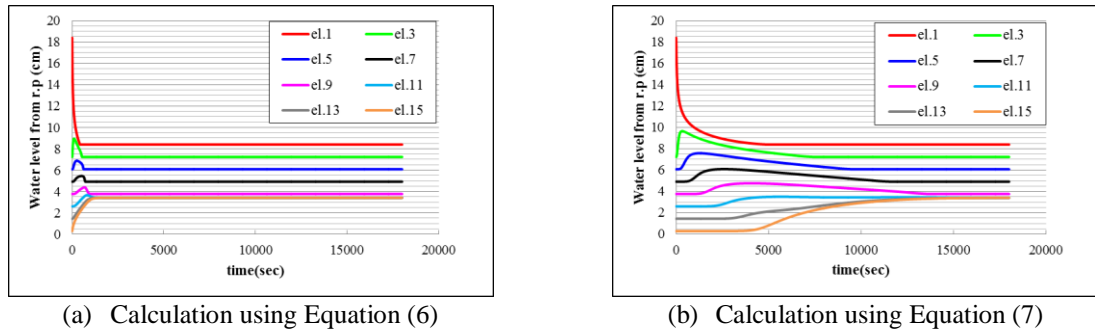 20
18
16
14
12
10
8
6
4
2
0
Water level from r.p (cm)
el.1 el.3
el.5 el.7
el.9 el.11
el.13 el.15
0 5000 10000 15000 20000
time(sec)
(a) Calculation using Equation (6)
20
18
16
14
12
10
8
6
4
2
0
Water level from r.p (cm)
el.1 el.3
el.5 el.7
el.9 el.11
el.13 el.15
0 5000 10000 15000 20000
time(sec)
(b) Calculation using Equation (7)